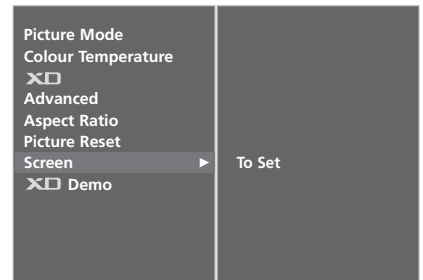 Picture Mode
Colour Temperature
XD
Advanced
Aspect Ratio
Picture Reset
Screen ► To Set
XD Demo